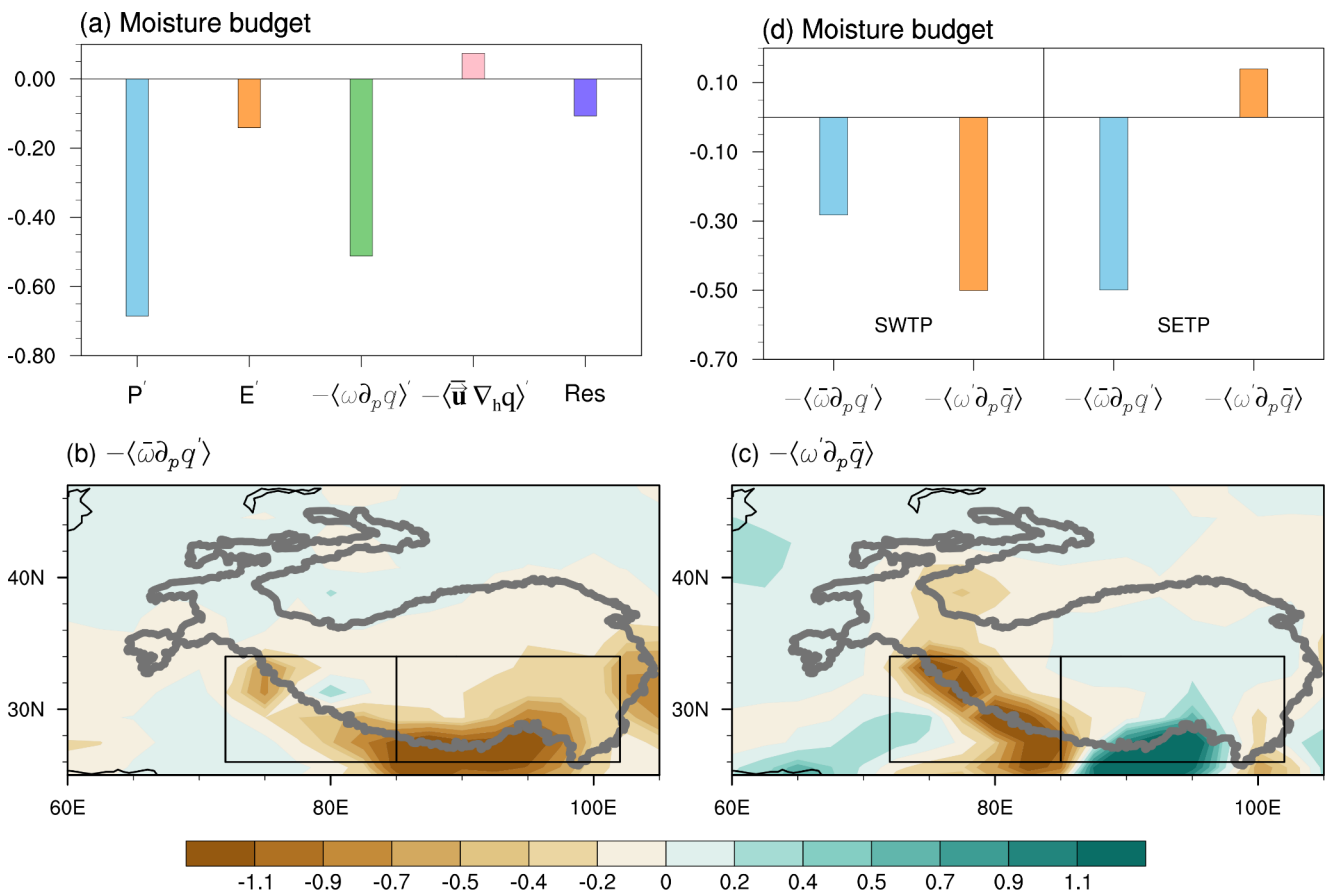 (a) Moisture budget
0.00
-0.20
-0.40
-0.60
-0.80
P′ E′ −⟨ω∂ₚq⟩′ −⟨u̅⃗ ∇ₕq⟩′ Res
(d) Moisture budget
0.10
-0.10
-0.30
-0.50
-0.70
SWTP SETP
−⟨ω̄∂ₚq′⟩ −⟨ω′∂ₚq̄⟩ −⟨ω̄∂ₚq′⟩ −⟨ω′∂ₚq̄⟩
(b) −⟨ω̄∂ₚq′⟩
40N
30N
60E 80E 100E
(c) −⟨ω′∂ₚq̄⟩
40N
30N
60E 80E 100E
-1.1 -0.9 -0.7 -0.5 -0.4 -0.2 0 0.2 0.4 0.5 0.7 0.9 1.1